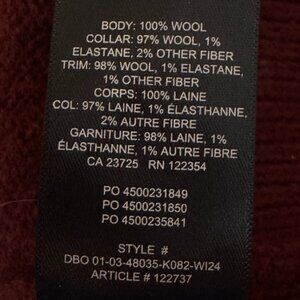 BODY: 100% WOOL
COLLAR: 97% WOOL, 1%
ELASTANE, 2% OTHER FIBER
TRIM: 98% WOOL, 1% ELASTANE,
1% OTHER FIBER
CORPS: 100% LAINE
COL: 97% LAINE, 1% ÉLASTHANNE,
2% AUTRE FIBRE
GARNITURE: 98% LAINE, 1%
ÉLASTHANNE, 1% AUTRE FIBRE
CA 23725 RN 122354
PO 4500231849
PO 4500231850
PO 4500235841
STYLE #
DBO 01-03-48035-K082-WI24
ARTICLE # 122737